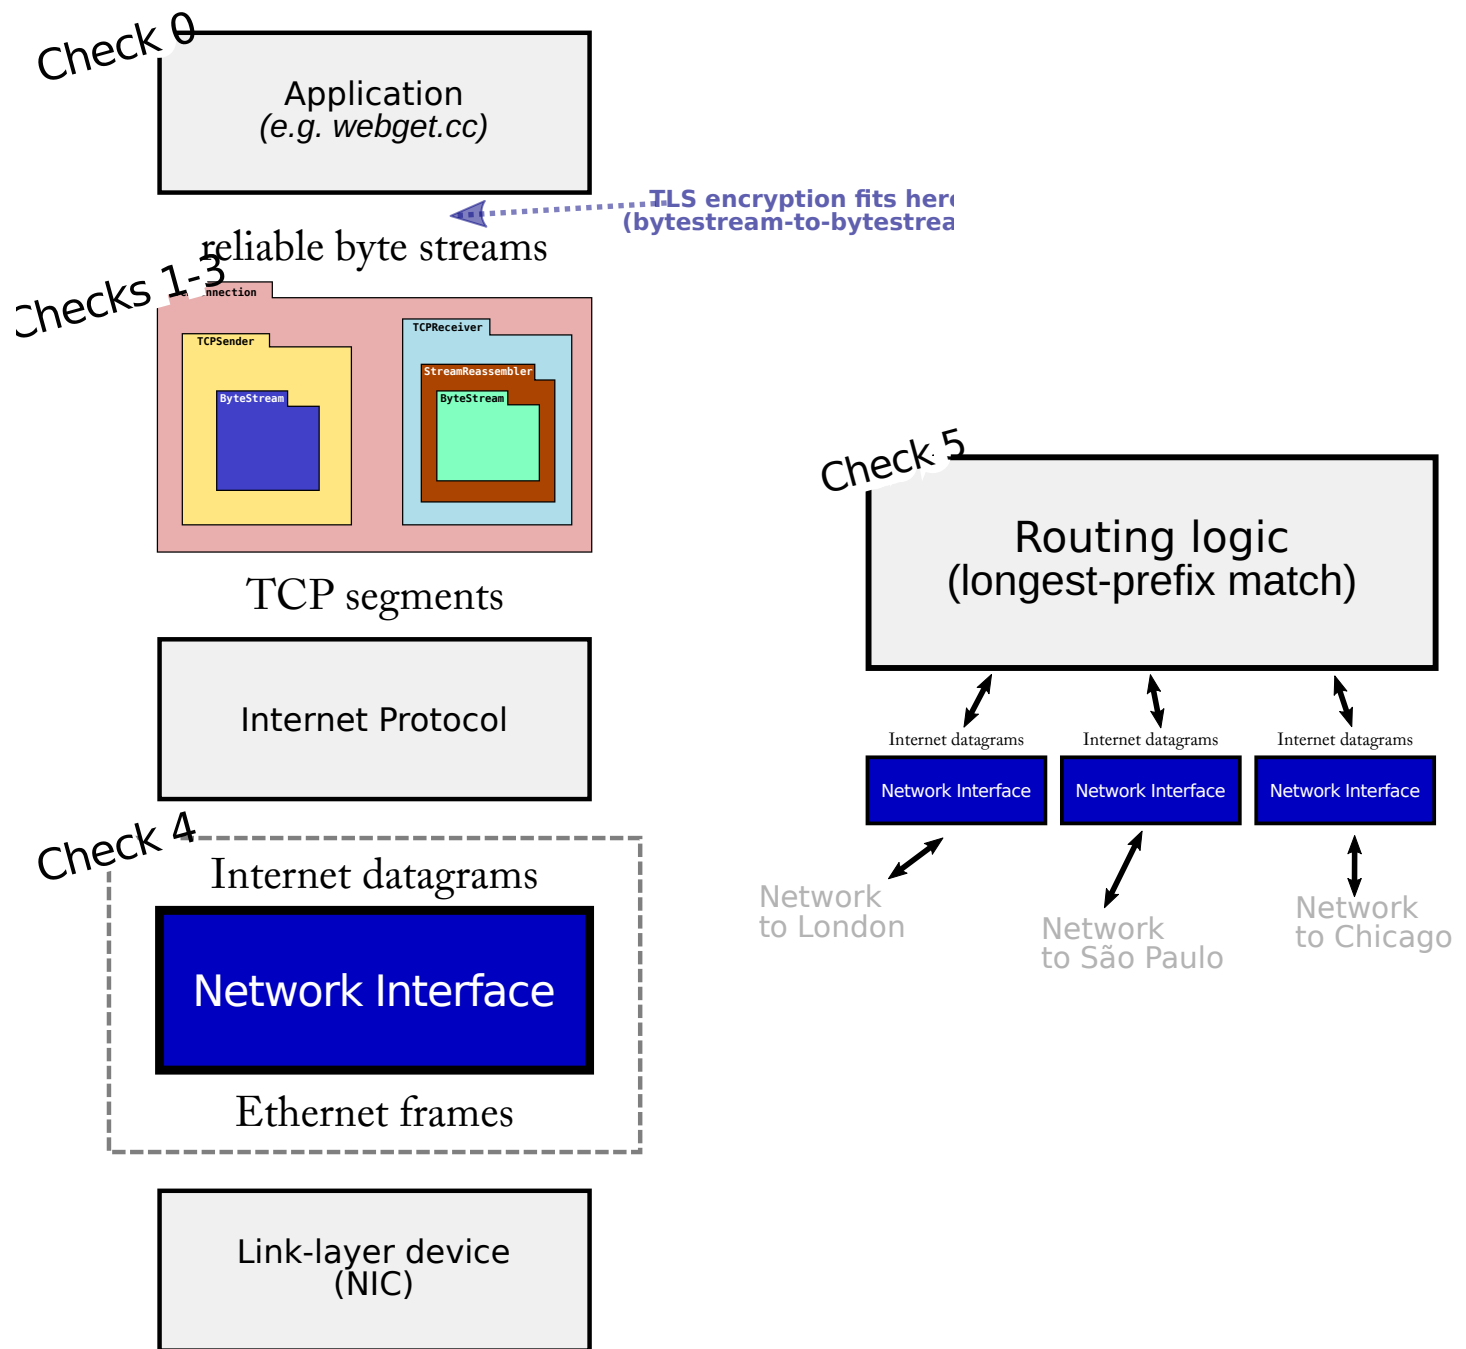 Check 0
Application
(e.g. webget.cc)
TLS encryption fits here
(bytestream-to-bytestrea
reliable byte streams
Checks 1-3
nnection
TCPSender
ByteStream
TCPReceiver
StreamReassembler
ByteStream
TCP segments
Internet Protocol
Check 4
Internet datagrams
Network Interface
Ethernet frames
Link-layer device
(NIC)
Check 5
Routing logic
(longest-prefix match)
Internet datagrams
Internet datagrams
Internet datagrams
Network Interface
Network Interface
Network Interface
Network
to London
Network
to São Paulo
Network
to Chicago